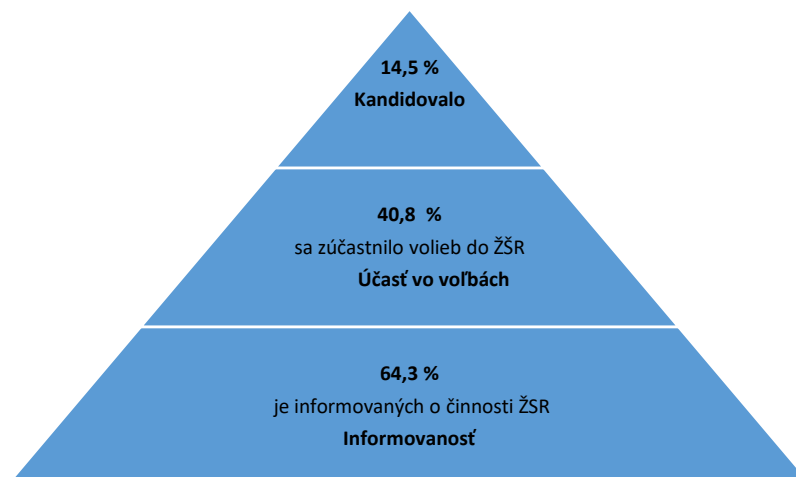 14,5 %
Kandidovalo
40,8 %
sa zúčastnilo volieb do ŽŠR
Účasť vo voľbách
64,3 %
je informovaných o činnosti ŽSR
Informovanosť